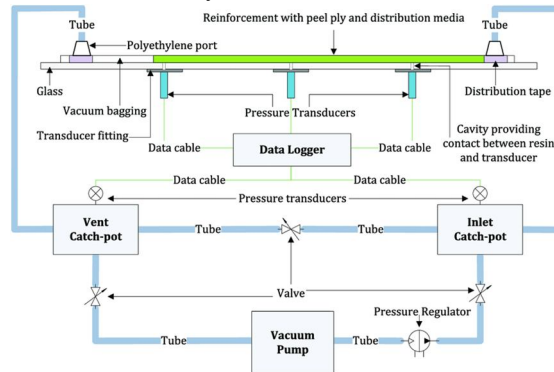 Reinforcement with peel ply and distribution media
Tube
Tube
Polyethylene port
Glass
Distribution tape
Vacuum bagging
Pressure Transducers
Transducer fitting
Cavity providing
contact between resin
and transducer
Data cable
Data Logger
Data cable
Data cable
Data cable
Pressure transducers
Vent
Catch-pot
Tube
Tube
Inlet
Catch-pot
Valve
Pressure Regulator
Tube
Vacuum
Pump
Tube